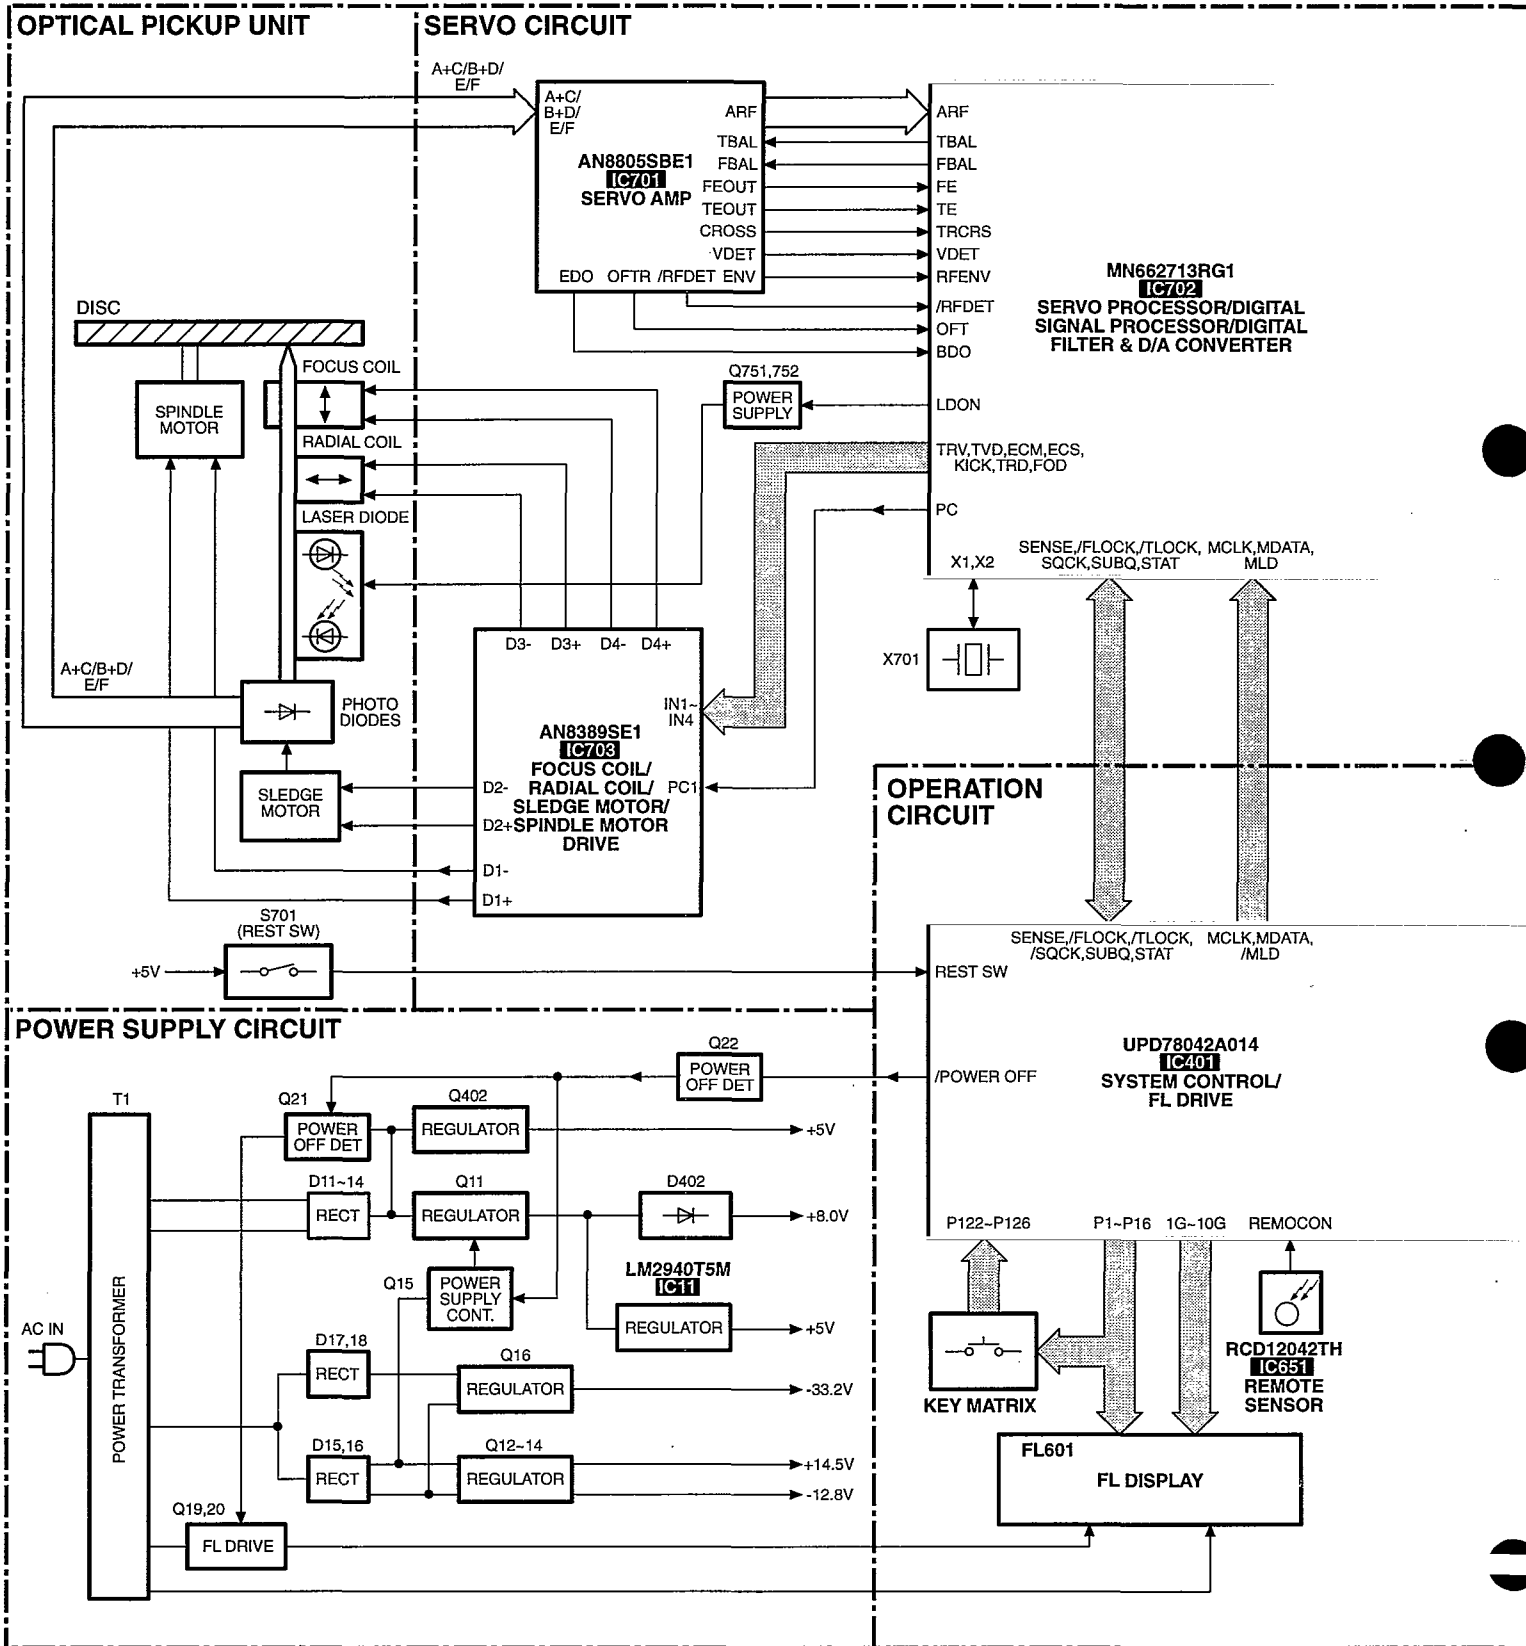 OPTICAL PICKUP UNIT
SERVO CIRCUIT
A+C/B+D/
E/F
A+C/
B+D/
E/F
ARF
TBAL
FBAL
FEOUT
TEOUT
CROSS
VDET
EDO OFTR /RFDET ENV
AN8805SBE1
IC701
SERVO AMP
ARF
TBAL
FBAL
FE
TE
TRCRS
VDET
RFENV
/RFDET
OFT
BDO
LDON
TRV,TVD,ECM,ECS,
KICK,TRD,FOD
PC
MN662713RG1
IC702
SERVO PROCESSOR/DIGITAL
SIGNAL PROCESSOR/DIGITAL
FILTER & D/A CONVERTER
X1,X2
SENSE,/FLOCK,/TLOCK,
SQCK,SUBQ,STAT
MCLK,MDATA,
MLD
X701
DISC
SPINDLE
MOTOR
FOCUS COIL
RADIAL COIL
LASER DIODE
Q751,752
POWER
SUPPLY
A+C/B+D/
E/F
PHOTO
DIODES
SLEDGE
MOTOR
D3- D3+ D4- D4+
IN1~
IN4
PC1
D2-
D2+
D1-
D1+
AN8389SE1
IC703
FOCUS COIL/
RADIAL COIL/
SLEDGE MOTOR/
SPINDLE MOTOR
DRIVE
S701
(REST SW)
+5V
OPERATION
CIRCUIT
SENSE,/FLOCK,/TLOCK,
/SQCK,SUBQ,STAT
MCLK,MDATA,
/MLD
REST SW
/POWER OFF
UPD78042A014
IC401
SYSTEM CONTROL/
FL DRIVE
P122~P126
P1~P16
1G~10G
REMOCON
KEY MATRIX
RCD12042TH
IC651
REMOTE
SENSOR
FL601
FL DISPLAY
POWER SUPPLY CIRCUIT
Q22
POWER
OFF DET
T1
POWER TRANSFORMER
AC IN
Q21
POWER
OFF DET
Q402
REGULATOR
+5V
D11~14
RECT
Q11
REGULATOR
D402
+8.0V
Q15
POWER
SUPPLY
CONT.
LM2940T5M
IC11
REGULATOR
+5V
D17,18
RECT
Q16
REGULATOR
-33.2V
D15,16
RECT
Q12~14
REGULATOR
+14.5V
-12.8V
Q19,20
FL DRIVE